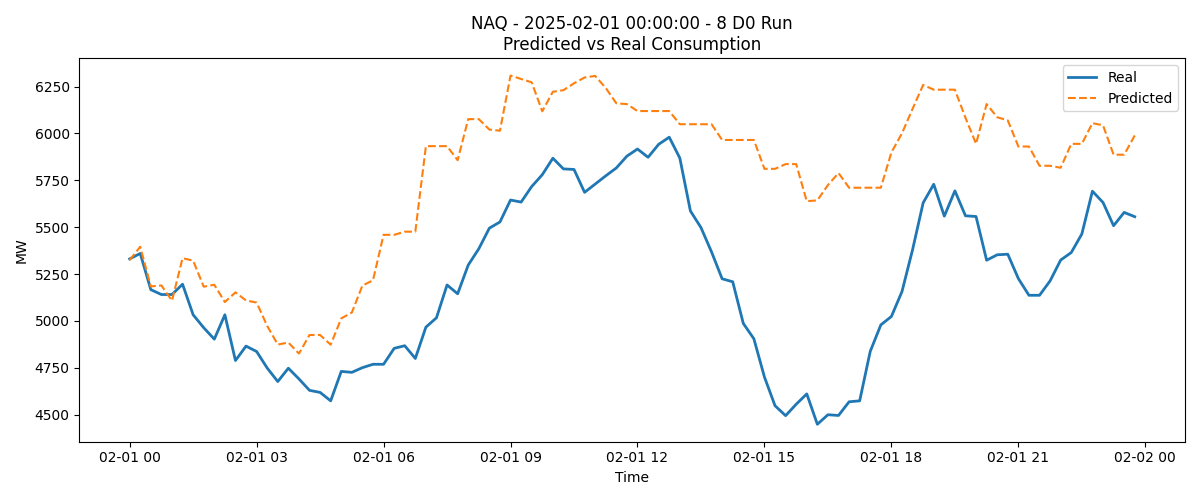 NAQ - 2025-02-01 00:00:00 - 8 D0 Run
Predicted vs Real Consumption
Real
Predicted
MW
6250
6000
5750
5500
5250
5000
4750
4500
02-01 00
02-01 03
02-01 06
02-01 09
02-01 12
02-01 15
02-01 18
02-01 21
02-02 00
Time